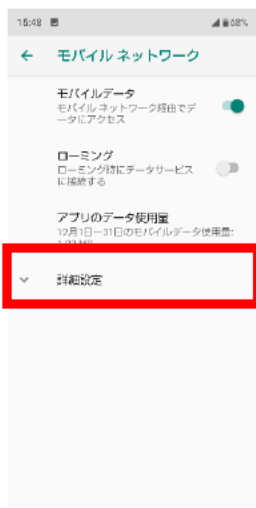 15:48
68%
モバイル ネットワーク
モバイルデータ
モバイル ネットワーク経由でデ
ータにアクセス
ローミング
ローミング時にデータサービス
に接続する
アプリのデータ使用量
12月1日~31日のモバイルデータ使用量:
詳細設定